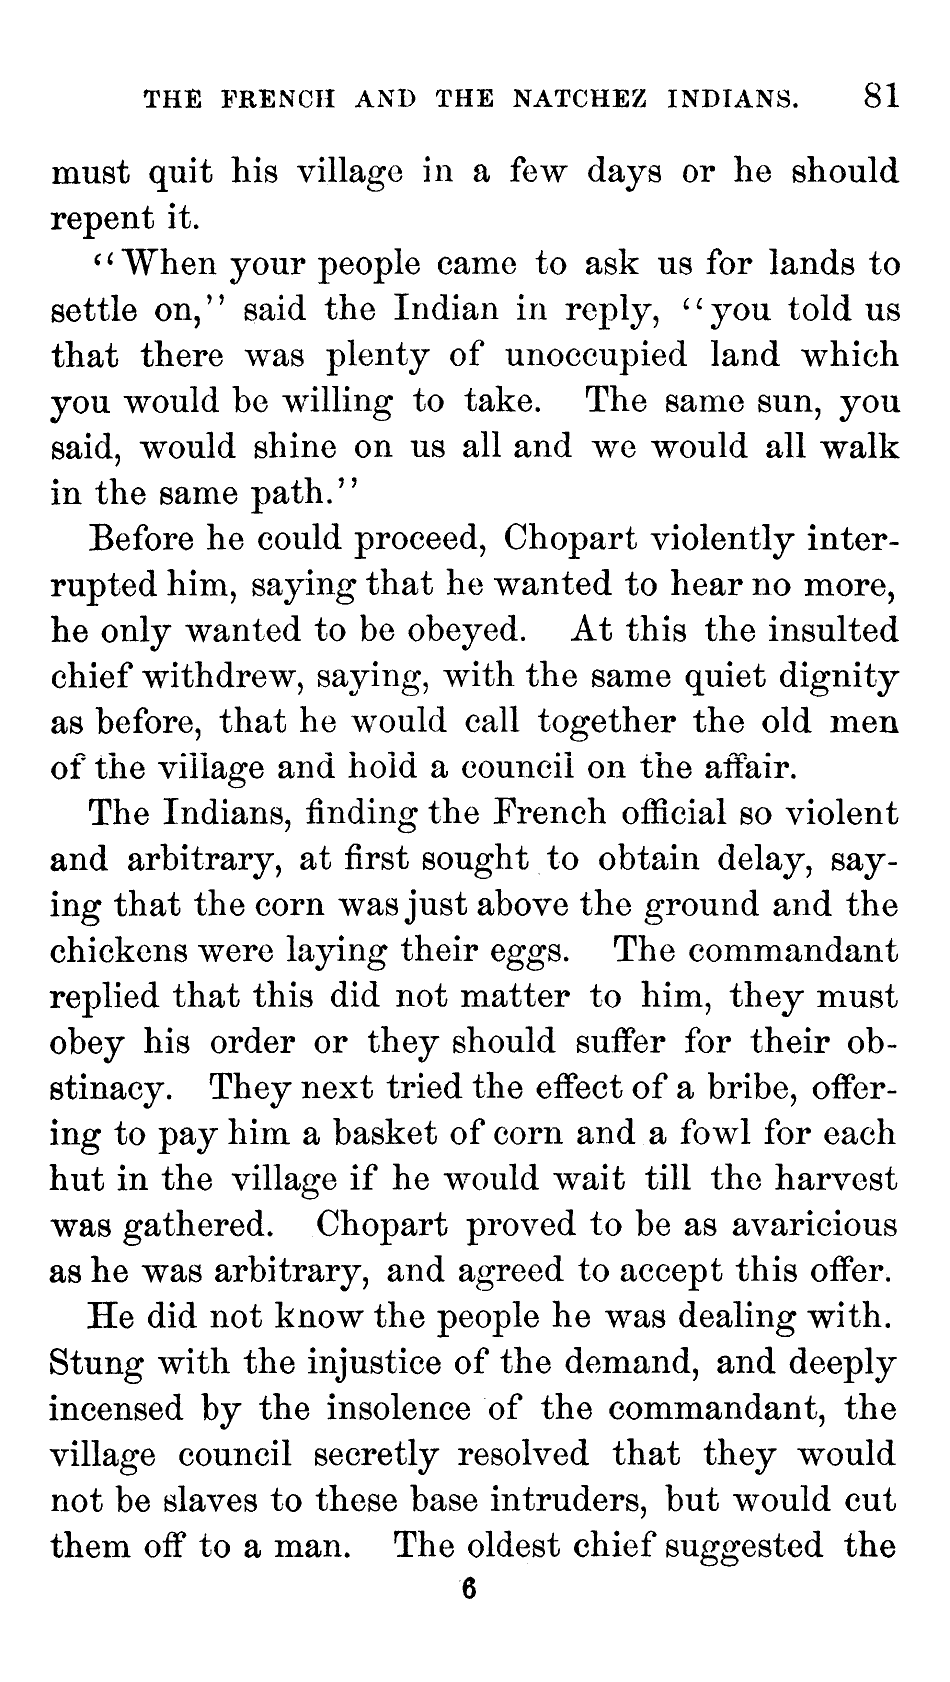 THE FRENCH AND THE NATCHEZ INDIANS. 81
must quit his village in a few days or he should
repent it.
"When your people came to ask us for lands to
settle on," said the Indian in reply, "you told us
that there was plenty of unoccupied land which
you would be willing to take. The same sun, you
said, would shine on us all and we would all walk
in the same path."
Before he could proceed, Chopart violently inter-
rupted him, saying that he wanted to hear no more,
he only wanted to be obeyed. At this the insulted
chief withdrew, saying, with the same quiet dignity
as before, that he would call together the old men
of the village and hold a council on the affair.
The Indians, finding the French official so violent
and arbitrary, at first sought to obtain delay, say-
ing that the corn was just above the ground and the
chickens were laying their eggs. The commandant
replied that this did not matter to him, they must
obey his order or they should suffer for their ob-
stinacy. They next tried the effect of a bribe, offer-
ing to pay him a basket of corn and a fowl for each
hut in the village if he would wait till the harvest
was gathered. Chopart proved to be as avaricious
as he was arbitrary, and agreed to accept this offer.
He did not know the people he was dealing with.
Stung with the injustice of the demand, and deeply
incensed by the insolence of the commandant, the
village council secretly resolved that they would
not be slaves to these base intruders, but would cut
them off to a man. The oldest chief suggested the
6